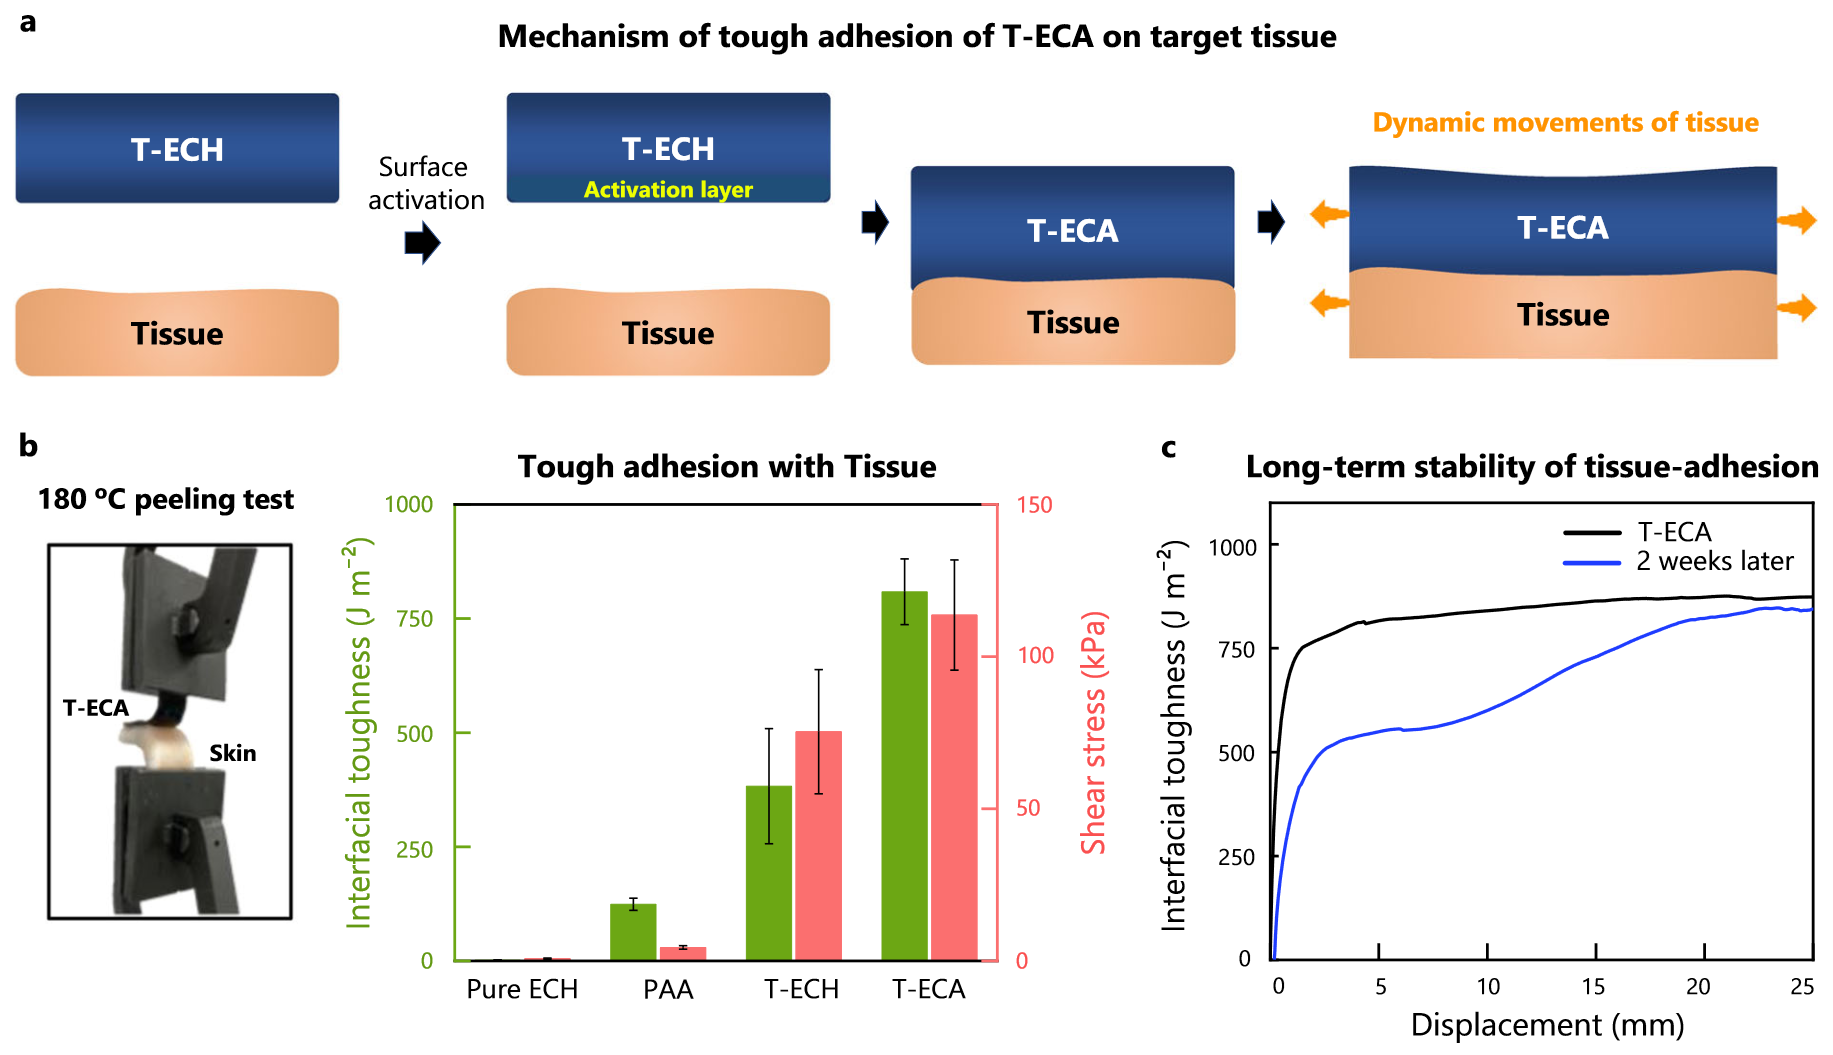 a
Mechanism of tough adhesion of T-ECA on target tissue
T-ECH
Tissue
Surface
activation
T-ECH
Activation layer
Tissue
T-ECA
Tissue
Dynamic movements of tissue
T-ECA
Tissue
b
180 ºC peeling test
T-ECA
Skin
Tough adhesion with Tissue
Interfacial toughness (J m⁻²)
1000
750
500
250
0
Pure ECH
PAA
T-ECH
T-ECA
150
100
50
0
Shear stress (kPa)
c
Long-term stability of tissue-adhesion
Interfacial toughness (J m⁻²)
1000
750
500
250
0
T-ECA
2 weeks later
0
5
10
15
20
25
Displacement (mm)